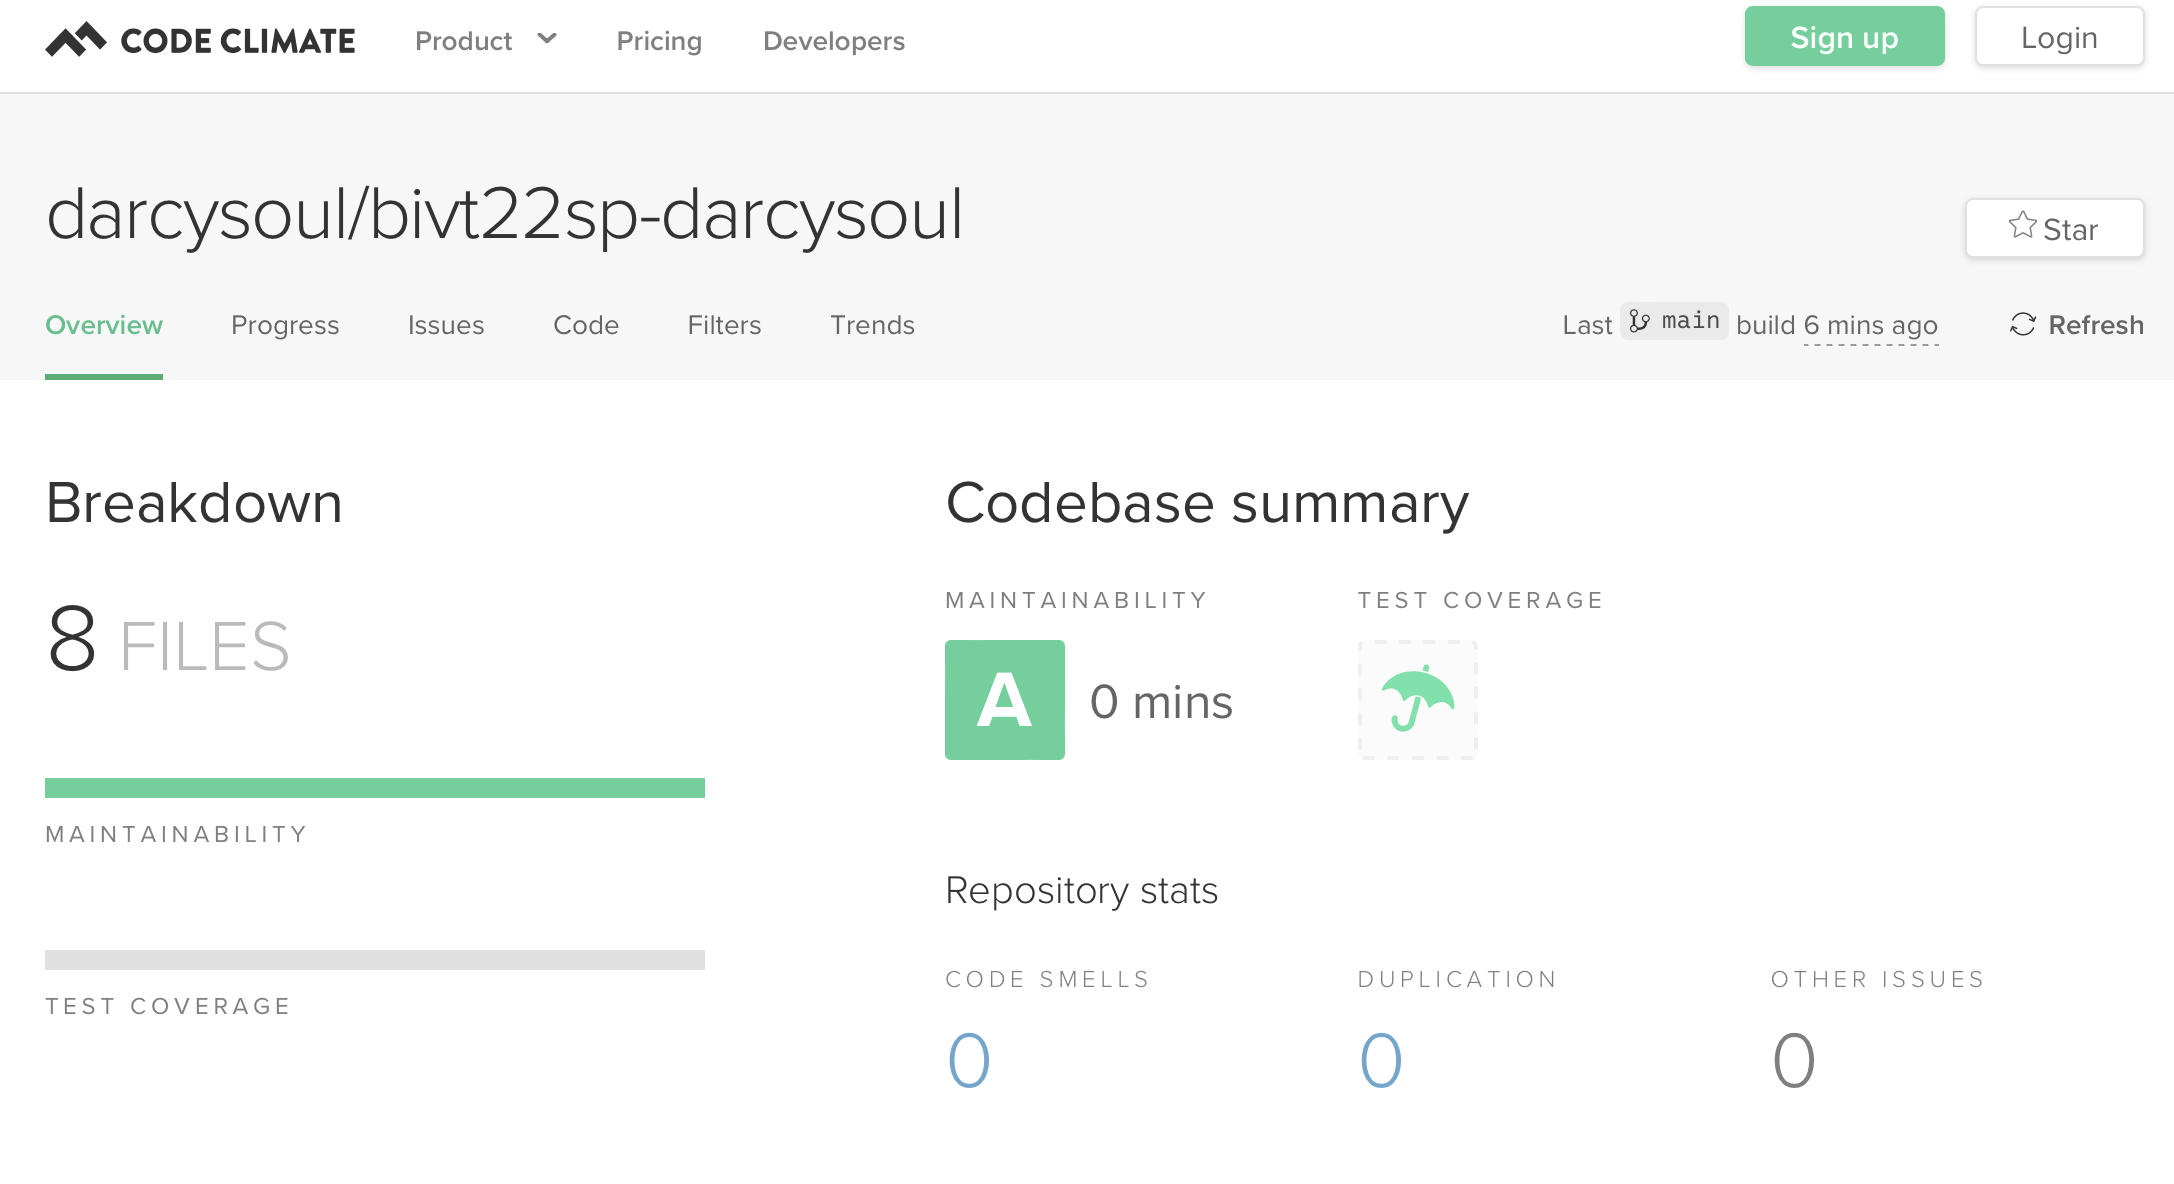 CODE CLIMATE Product Pricing Developers Sign up Login
darcysoul/bivt22sp-darcysoul
Star
Overview Progress Issues Code Filters Trends Last main build 6 mins ago Refresh
Breakdown
8 FILES
MAINTAINABILITY
TEST COVERAGE
Codebase summary
MAINTAINABILITY TEST COVERAGE
A 0 mins
Repository stats
CODE SMELLS DUPLICATION OTHER ISSUES
0 0 0